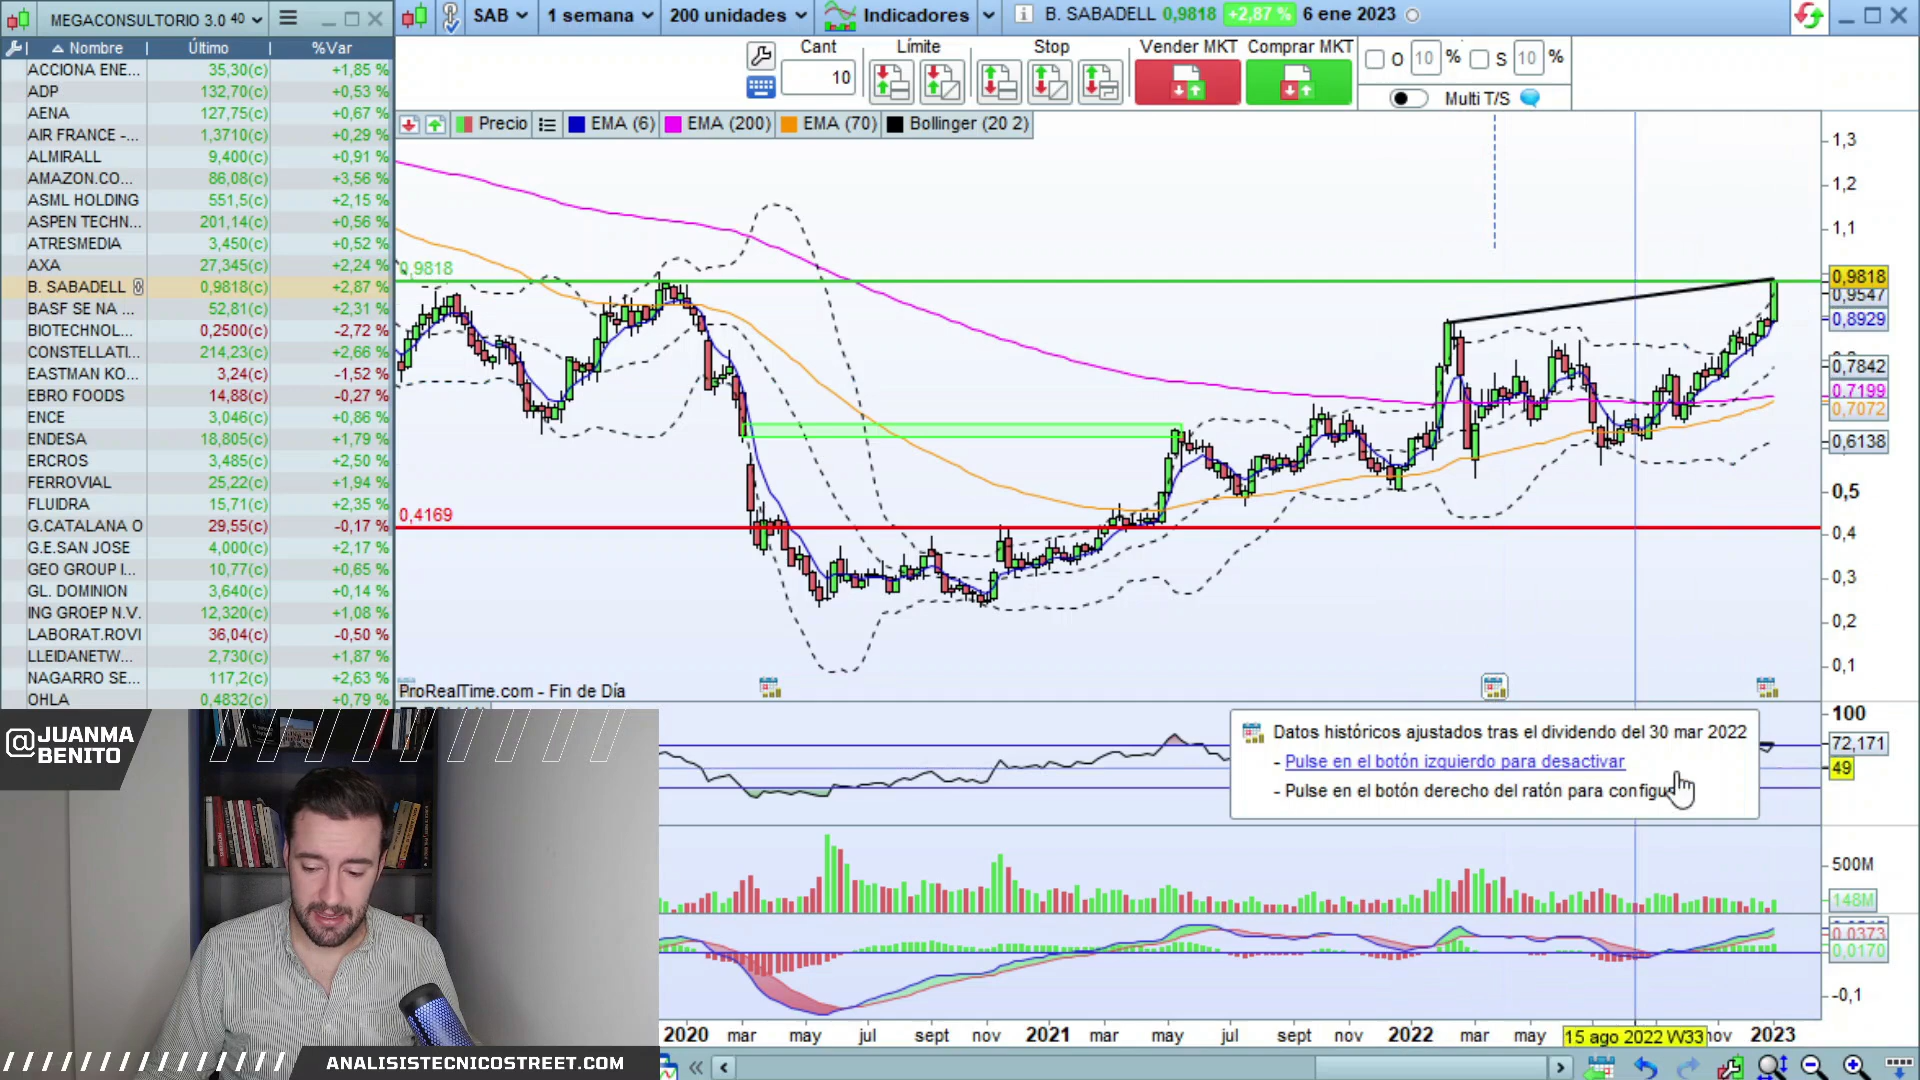 MEGACONSULTORIO 3.0 40
SAB
1 semana
200 unidades
Indicadores
B. SABADELL 0,9818 +2,87 % 6 ene 2023
Nombre Último %Var
ACCIONA ENE... 35,30(c) +1,85 %
ADP 132,70(c) +0,53 %
AENA 127,75(c) +0,67 %
AIR FRANCE -... 1,3710(c) +0,29 %
ALMIRALL 9,400(c) +0,91 %
AMAZON.CO... 86,08(c) +3,56 %
ASML HOLDING 551,5(c) +2,15 %
ASPEN TECHN... 201,14(c) +0,56 %
ATRESMEDIA 3,450(c) +0,52 %
AXA 27,345(c) +2,24 %
B. SABADELL 0,9818(c) +2,87 %
BASF SE NA ... 52,81(c) +2,31 %
BIOTECHNOL... 0,2500(c) -2,72 %
CONSTELLATI... 214,23(c) +2,66 %
EASTMAN KO... 3,24(c) -1,52 %
EBRO FOODS 14,88(c) -0,27 %
ENCE 3,046(c) +0,86 %
ENDESA 18,805(c) +1,79 %
ERCROS 3,485(c) +2,50 %
FERROVIAL 25,22(c) +1,94 %
FLUIDRA 15,71(c) +2,35 %
G.CATALANA O 29,55(c) -0,17 %
G.E.SAN JOSE 4,000(c) +2,17 %
GEO GROUP I... 10,77(c) +0,65 %
GL. DOMINION 3,640(c) +0,14 %
ING GROEP N.V. 12,320(c) +1,08 %
LABORAT.ROVI 36,04(c) -0,50 %
LLEIDANETW... 2,730(c) +1,87 %
NAGARRO SE... 117,2(c) +2,63 %
OHLA 0,4832(c) +0,79 %
Cant Límite Stop Vender MKT Comprar MKT
10
O 10 % S 10 %
Multi T/S
Precio EMA (6) EMA (200) EMA (70) Bollinger (20 2)
1,3
1,2
1,1
0,9818
0,9818
0,9547
0,8929
0,7842
0,7199
0,7072
0,6138
0,5
0,4169
0,4
0,3
0,2
0,1
ProRealTime.com - Fin de Día
100
72,171
49
Datos históricos ajustados tras el dividendo del 30 mar 2022
- Pulse en el botón izquierdo para desactivar
- Pulse en el botón derecho del ratón para configu
500M
148M
0,0373
0,0170
-0,1
2020 mar may jul sept nov 2021 mar may jul sept nov 2022 mar may 15 ago 2022 W33 nov 2023
@JUANMA
BENITO
ANALISISTECNICOSTREET.COM